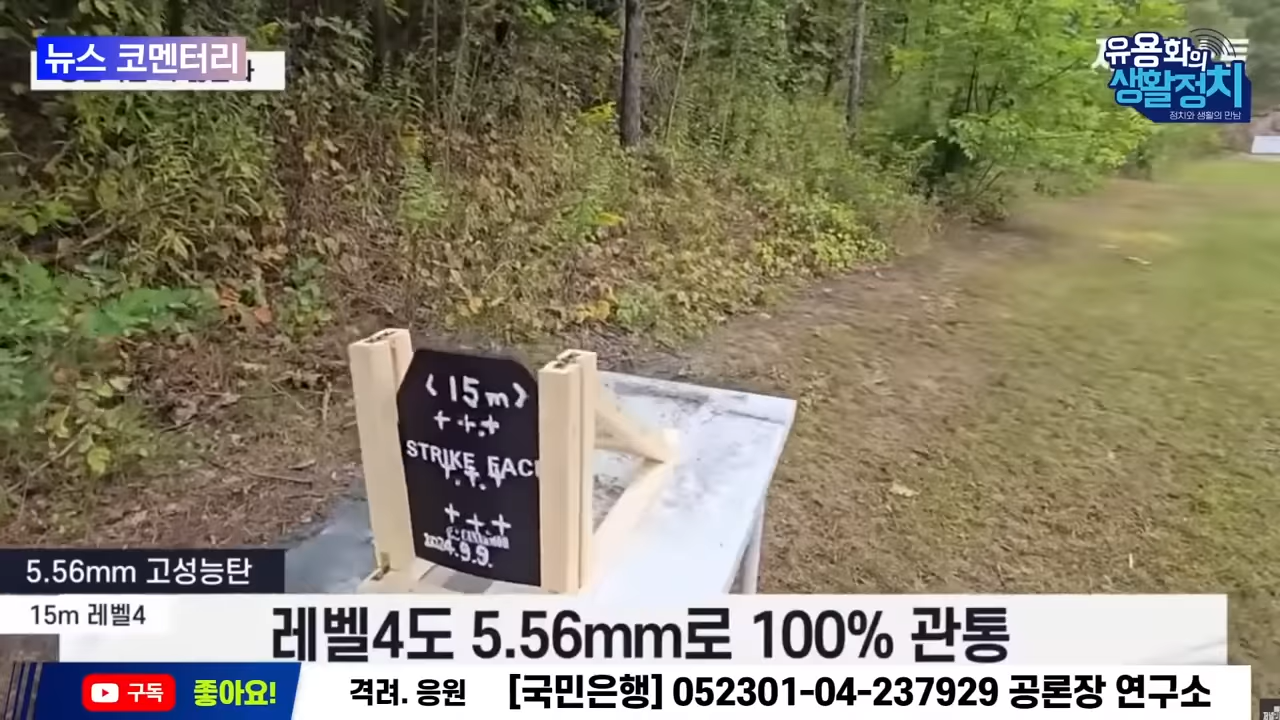 뉴스 코멘터리
유용화의
생활정치
정치와 생활의 만남
< 15m >
+ + +
STRIKE FAC
+ + +
2024.9.9.
5.56mm 고성능탄
15m 레벨4
레벨4도 5.56mm로 100% 관통
구독
좋아요!
격려. 응원 [국민은행] 052301-04-237929 공론장 연구소